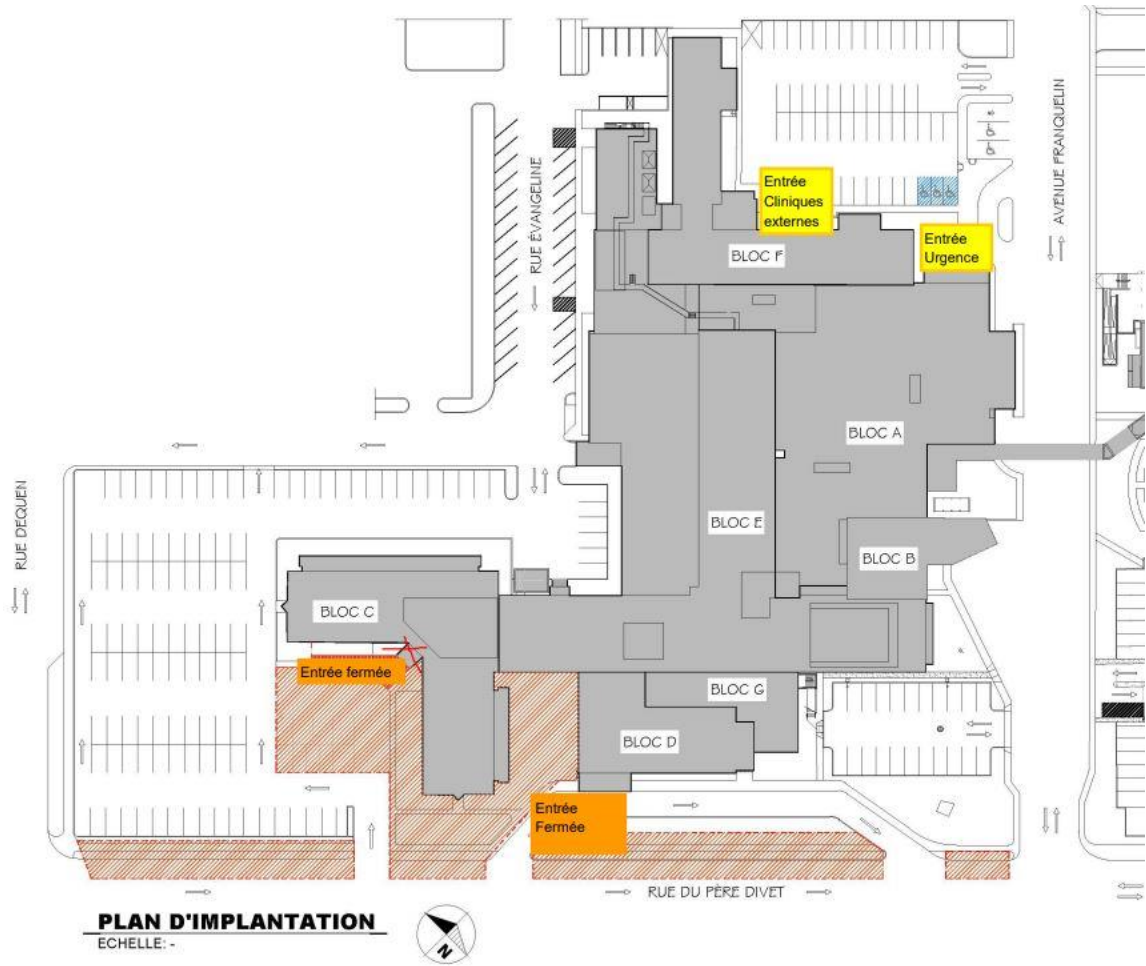 AVENUE FRANQUELIN
Entrée
Cliniques
externes
RUE ÉVANGELINE
Entrée
Urgence
BLOC F
BLOC A
RUE DEQUEN
BLOC E
BLOC B
BLOC C
Entrée fermée
BLOC G
BLOC D
Entrée
Fermée
RUE DU PÈRE DIVET
PLAN D'IMPLANTATION
ECHELLE: -
N